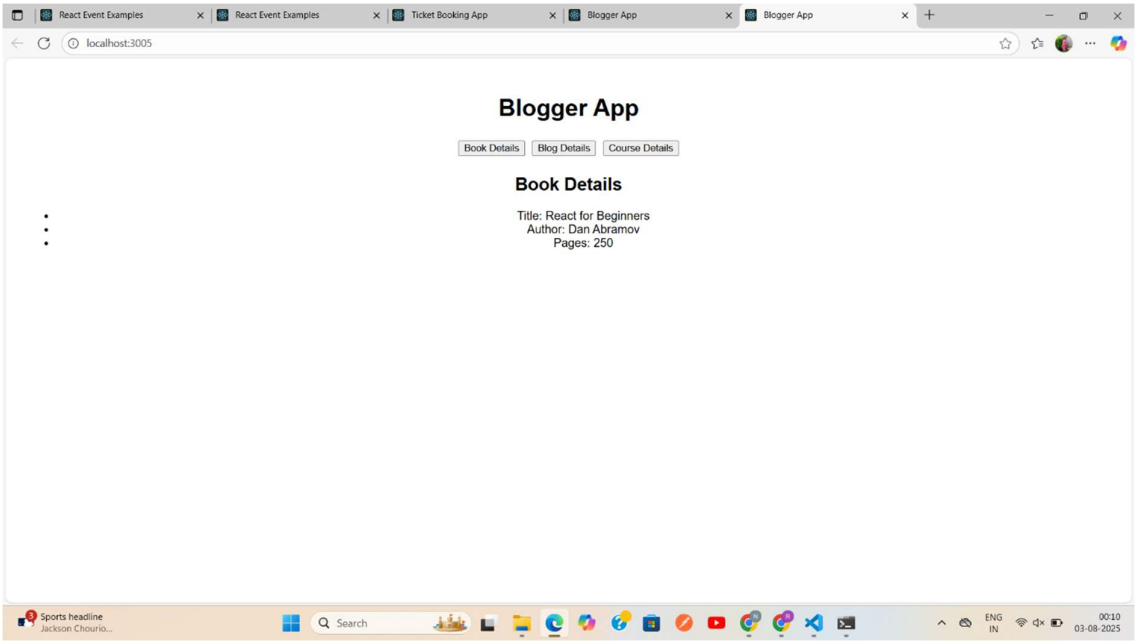 React Event Examples React Event Examples Ticket Booking App Blogger App Blogger App
localhost:3005
Blogger App
Book Details Blog Details Course Details
Book Details
• Title: React for Beginners
• Author: Dan Abramov
• Pages: 250
3
Sports headline
Jackson Chourio...
Search
ENG
IN
00:10
03-08-2025